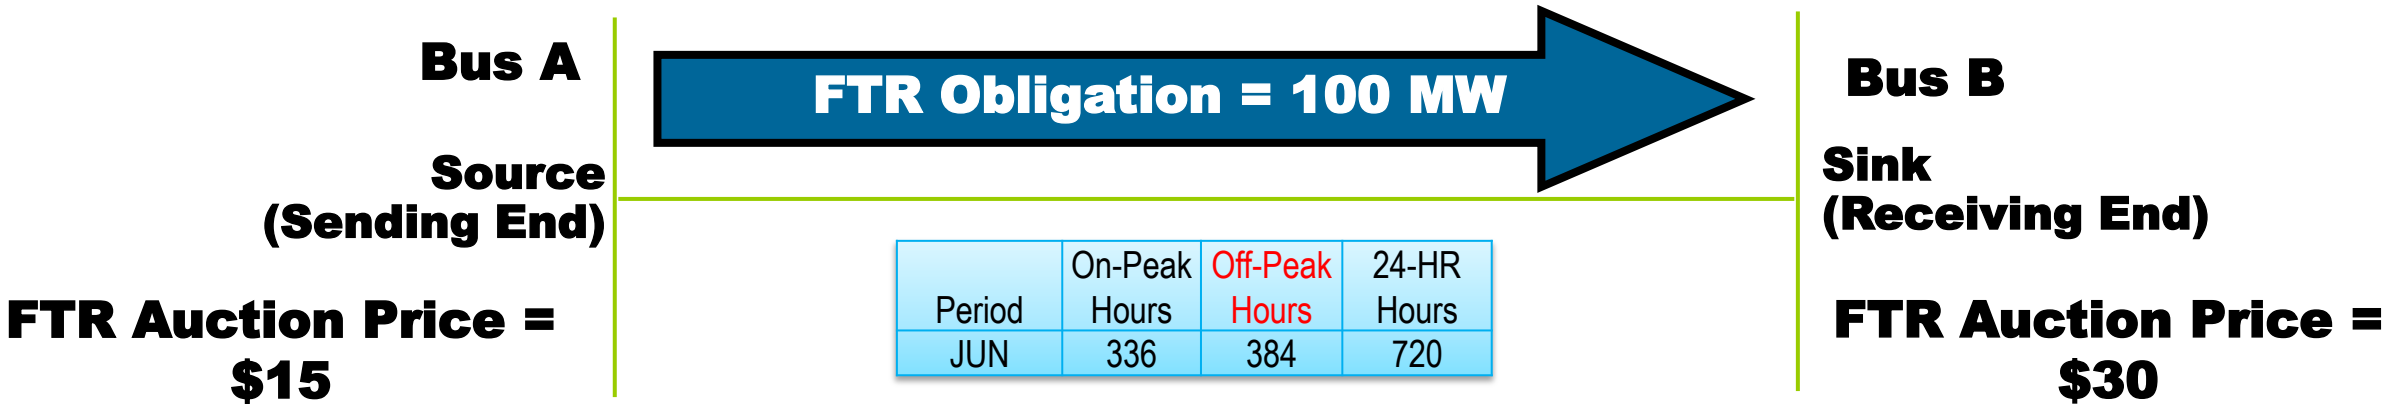 Bus A
FTR Obligation = 100 MW
Bus B
Source
(Sending End)
Sink
(Receiving End)
FTR Auction Price =
$15
On-Peak Off-Peak 24-HR
Period Hours Hours Hours
JUN 336 384 720
FTR Auction Price =
$30